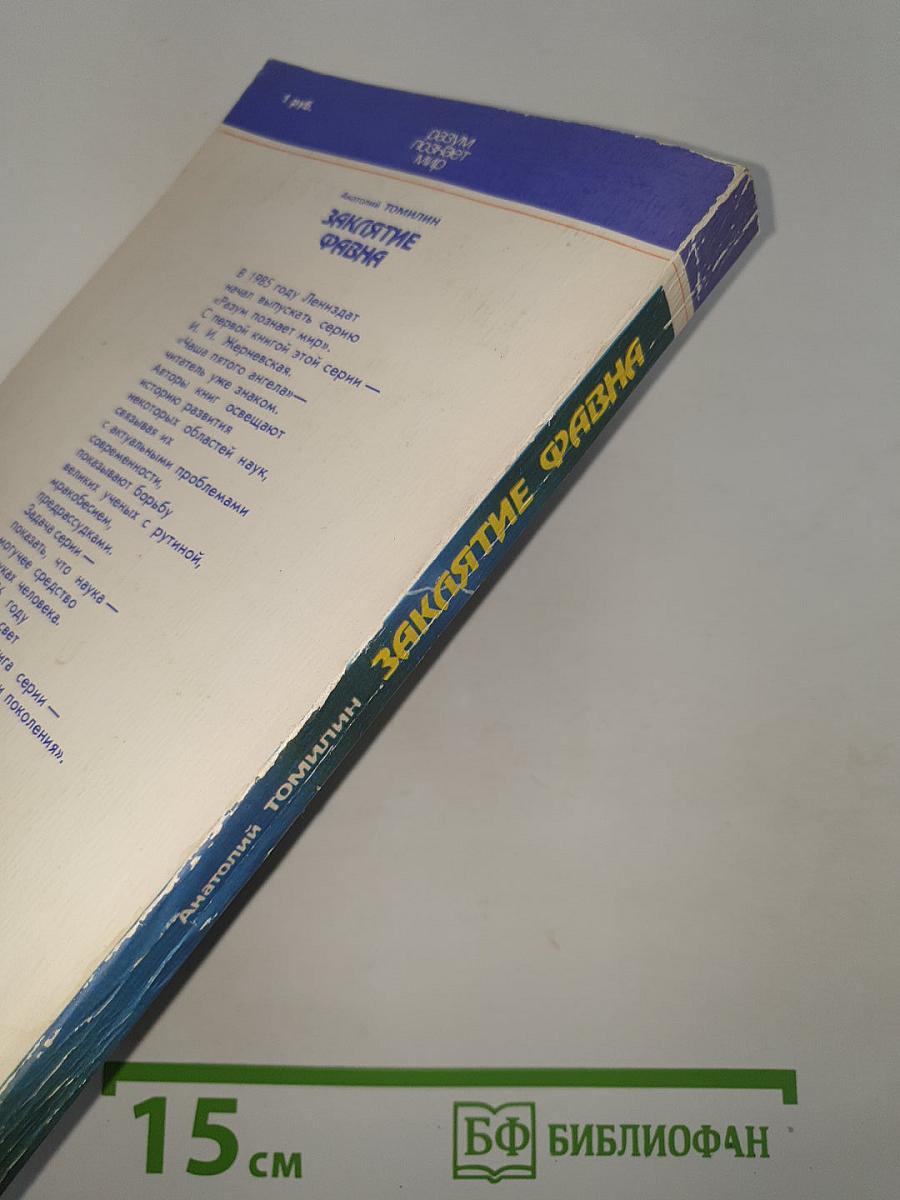 1 руб.
разум
познает
мир
Анатолий ТОМИЛИН
ЗАКЛЯТИЕ
ФАВНА
В 1985 году Лениздат
начал выпускать серию
«Разум познает мир».
С первой книгой этой серии —
И. И. Жерневская.
«Чаша пятого ангела»—
читатель уже знаком.
Авторы книг освещают
историю развития
некоторых областей наук,
связывая их
с актуальными проблемами
современности,
показывают борьбу
великих ученых с рутиной,
мракобесием,
предрассудками.
Задача серии —
показать, что наука —
могучее средство
человека.
году
серии —
поколения».
Анатолий ТОМИЛИН ЗАКЛЯТИЕ ФАВНА
15 см
БФ БИБЛИОФАН